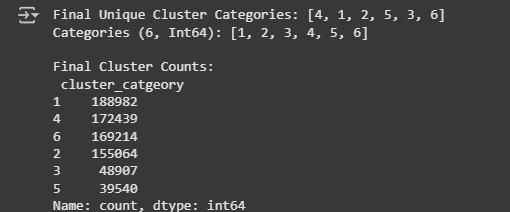 Final Unique Cluster Categories: [4, 1, 2, 5, 3, 6]
Categories (6, Int64): [1, 2, 3, 4, 5, 6]
Final Cluster Counts:
cluster_catgeory
1    188982
4    172439
6    169214
2    155064
3     48907
5     39540
Name: count, dtype: int64